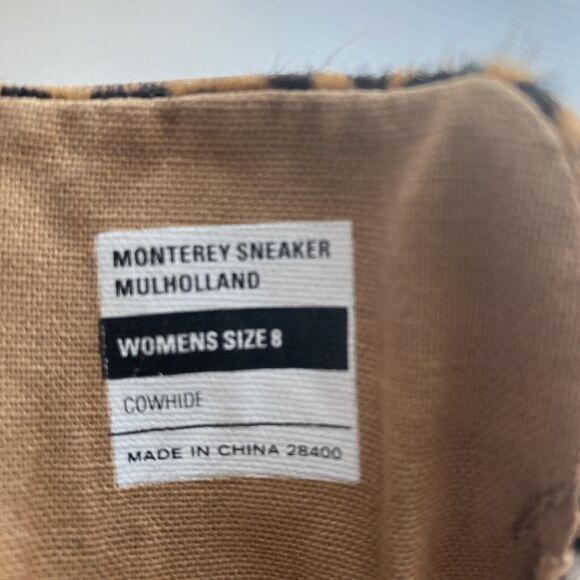 MONTEREY SNEAKER
MULHOLLAND
WOMENS SIZE 8
COWHIDE
MADE IN CHINA 28400